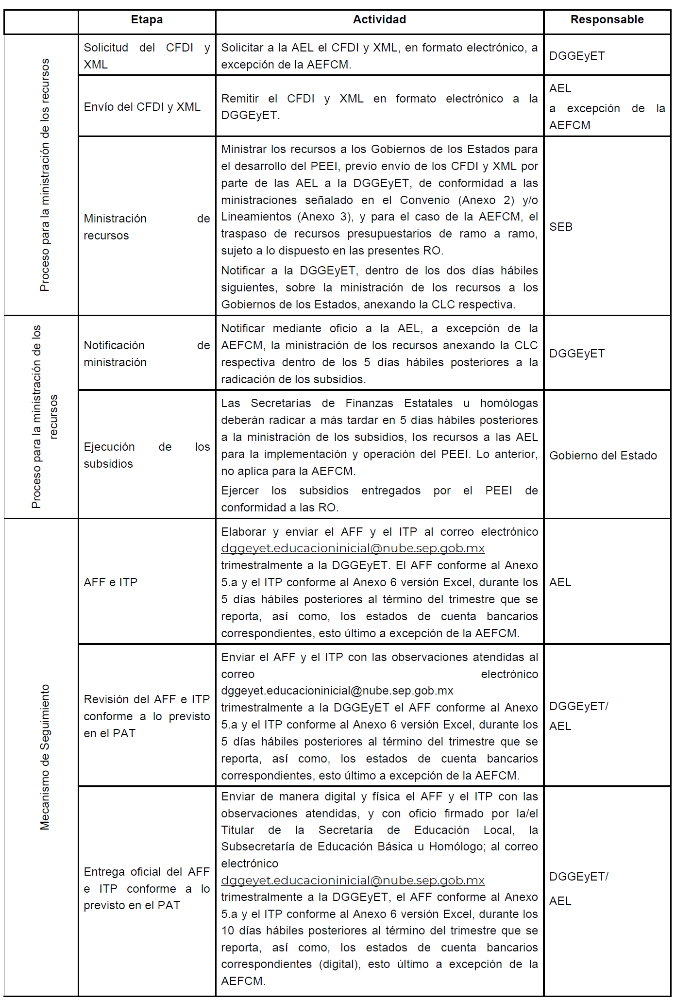 Etapa
Actividad
Responsable
Proceso para la ministración de los recursos
Solicitud del CFDI y
XML
Solicitar a la AEL el CFDI y XML, en formato electrónico, a
excepción de la AEFCM.
DGGEyET
Envío del CFDI y XML
Remitir el CFDI y XML en formato electrónico a la
DGGEyET.
AEL
a excepción de la
AEFCM
Ministración de
recursos
Ministrar los recursos a los Gobiernos de los Estados para
el desarrollo del PEEI, previo envío de los CFDI y XML por
parte de las AEL a la DGGEyET, de conformidad a las
ministraciones señalado en el Convenio (Anexo 2) y/o
Lineamientos (Anexo 3), y para el caso de la AEFCM, el
traspaso de recursos presupuestarios de ramo a ramo,
sujeto a lo dispuesto en las presentes RO.
Notificar a la DGGEyET, dentro de los dos días hábiles
siguientes, sobre la ministración de los recursos a los
Gobiernos de los Estados, anexando la CLC respectiva.
SEB
Proceso para la ministración de los
recursos
Notificación de
ministración
Notificar mediante oficio a la AEL, a excepción de la
AEFCM, la ministración de los recursos anexando la CLC
respectiva dentro de los 5 días hábiles posteriores a la
radicación de los subsidios.
DGGEyET
Ejecución de los
subsidios
Las Secretarías de Finanzas Estatales u homólogas
deberán radicar a más tardar en 5 días hábiles posteriores
a la ministración de los subsidios, los recursos a las AEL
para la implementación y operación del PEEI. Lo anterior,
no aplica para la AEFCM.
Ejercer los subsidios entregados por el PEEI de
conformidad a las RO.
Gobierno del Estado
Mecanismo de Seguimiento
AFF e ITP
Elaborar y enviar el AFF y el ITP al correo electrónico
dggeyet.educacioninicial@nube.sep.gob.mx
trimestralmente a la DGGEyET. El AFF conforme al Anexo
5.a y el ITP conforme al Anexo 6 versión Excel, durante los
5 días hábiles posteriores al término del trimestre que se
reporta, así como, los estados de cuenta bancarios
correspondientes, esto último a excepción de la AEFCM.
AEL
Revisión del AFF e ITP
conforme a lo previsto
en el PAT
Enviar el AFF y el ITP con las observaciones atendidas al
correo electrónico
dggeyet.educacioninicial@nube.sep.gob.mx
trimestralmente a la DGGEyET el AFF conforme al Anexo
5.a y el ITP conforme al Anexo 6 versión Excel, durante los
5 días hábiles posteriores al término del trimestre que se
reporta, así como, los estados de cuenta bancarios
correspondientes, esto último a excepción de la AEFCM.
DGGEyET/
AEL
Entrega oficial del AFF
e ITP conforme a lo
previsto en el PAT
Enviar de manera digital y física el AFF y el ITP con las
observaciones atendidas, y con oficio firmado por la/el
Titular de la Secretaría de Educación Local, la
Subsecretaría de Educación Básica u Homólogo; al correo
electrónico
dggeyet.educacioninicial@nube.sep.gob.mx
trimestralmente a la DGGEyET, el AFF conforme al Anexo
5.a y el ITP conforme al Anexo 6 versión Excel, durante los
10 días hábiles posteriores al término del trimestre que se
reporta, así como, los estados de cuenta bancarios
correspondientes (digital), esto último a excepción de la
AEFCM.
DGGEyET/
AEL